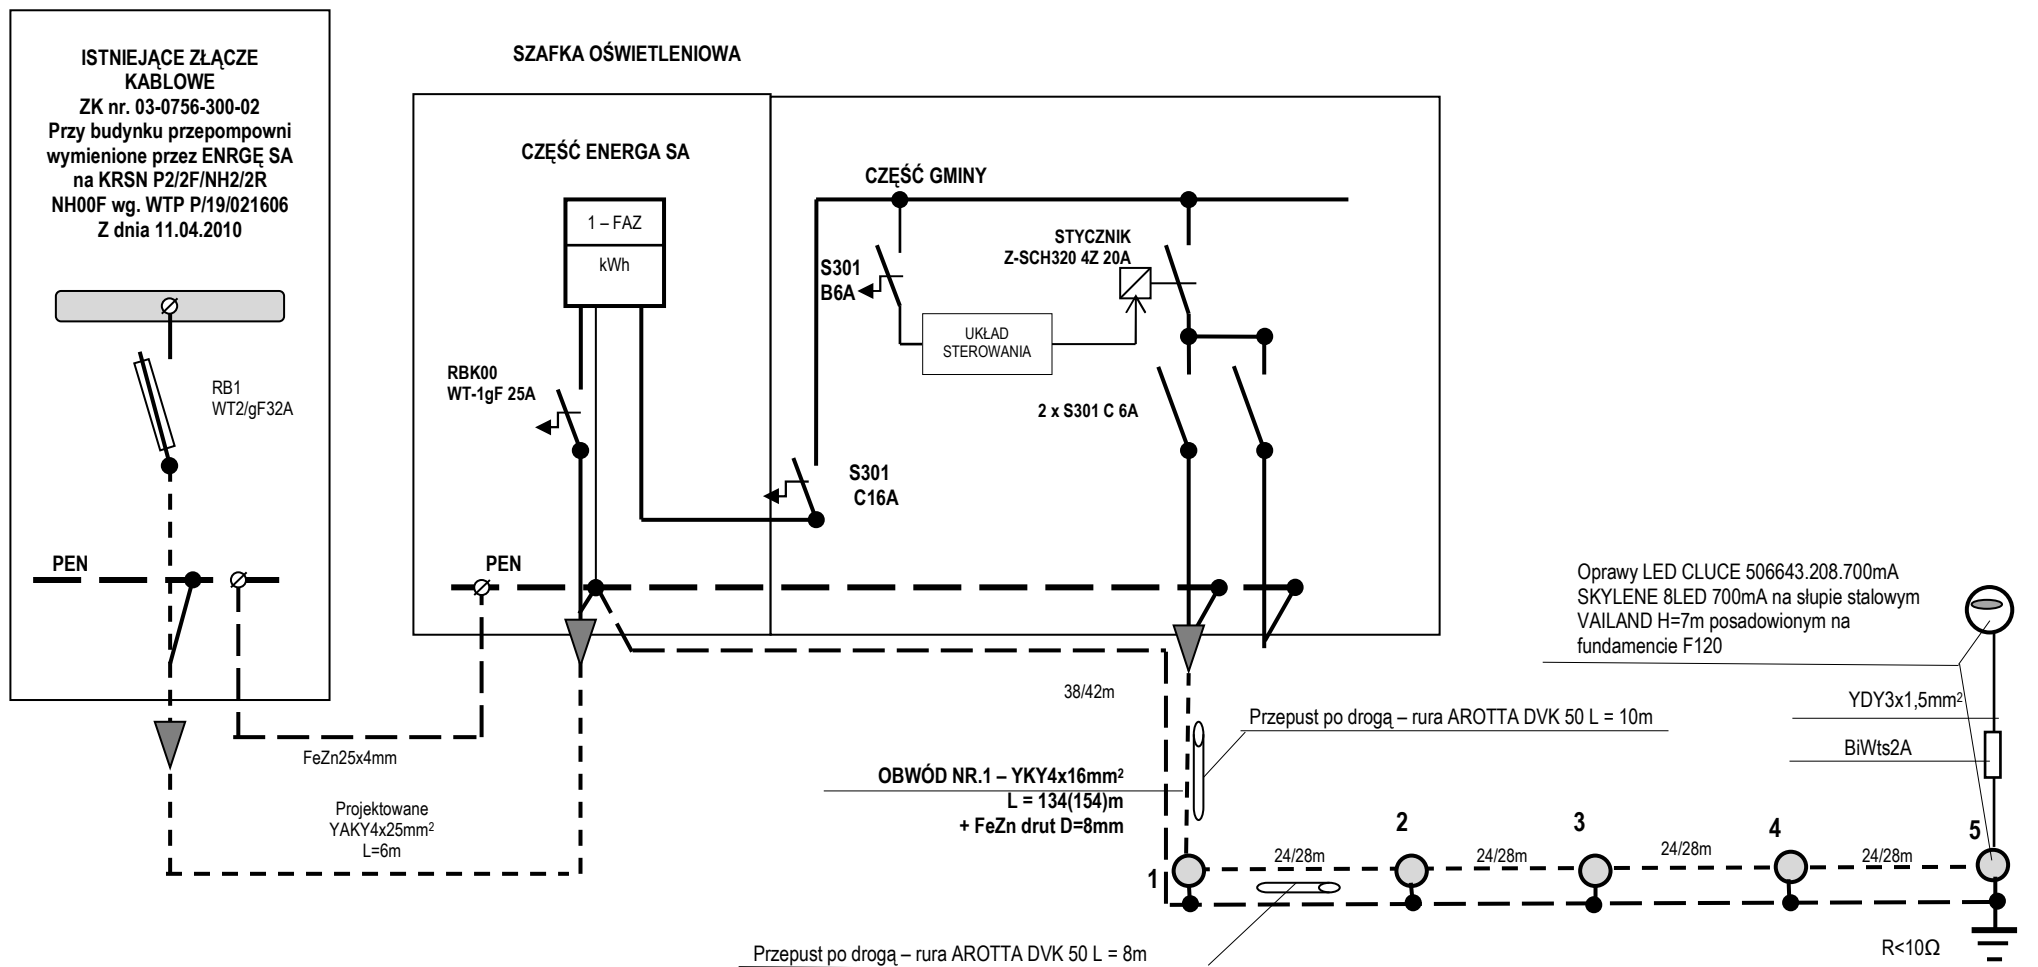 ISTNIEJĄCE ZŁĄCZE
KABLOWE
ZK nr. 03-0756-300-02
Przy budynku przepompowni
wymienione przez ENRGĘ SA
na KRSN P2/2F/NH2/2R
NH00F wg. WTP P/19/021606
Z dnia 11.04.2010
RB1
WT2/gF32A
PEN
FeZn25x4mm
Projektowane
YAKY4x25mm²
L=6m
SZAFKA OŚWIETLENIOWA
CZĘŚĆ ENERGA SA
1 – FAZ
kWh
RBK00
WT-1gF 25A
PEN
CZĘŚĆ GMINY
S301
B6A
STYCZNIK
Z-SCH320 4Z 20A
UKŁAD
STEROWANIA
2 x S301 C 6A
S301
C16A
38/42m
Przepust po drogą – rura AROTTA DVK 50 L = 10m
OBWÓD NR.1 – YKY4x16mm²
L = 134(154)m
+ FeZn drut D=8mm
Oprawy LED CLUCE 506643.208.700mA
SKYLENE 8LED 700mA na słupie stalowym
VAILAND H=7m posadowionym na
fundamencie F120
YDY3x1,5mm²
BiWts2A
1
2
3
4
5
24/28m
24/28m
24/28m
24/28m
Przepust po drogą – rura AROTTA DVK 50 L = 8m
R<10Ω